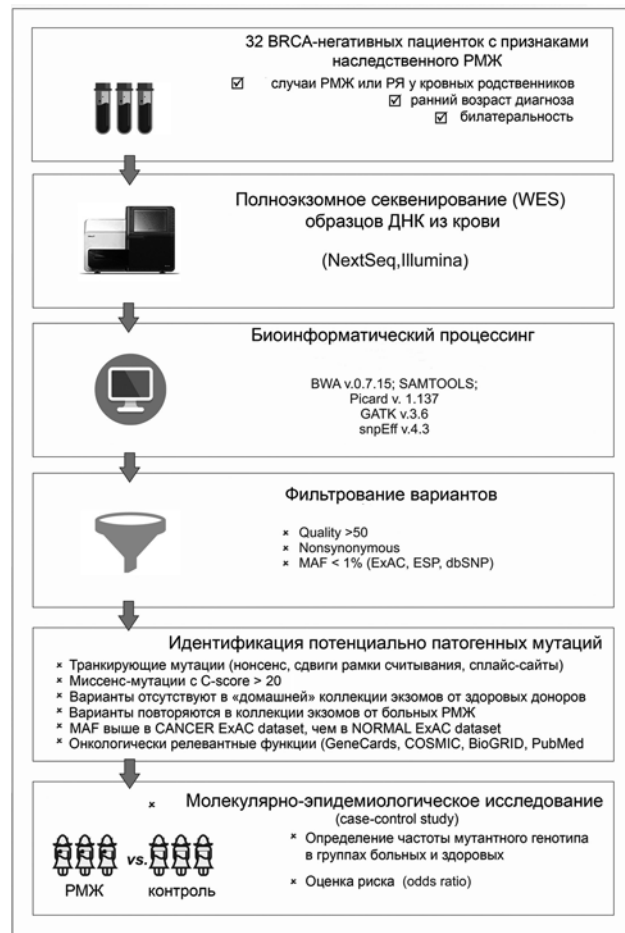 32 BRCA-негативных пациенток с признаками
наследственного РМЖ
☑ случаи РМЖ или РЯ у кровных родственников
☑ ранний возраст диагноза
☑ билатеральность
Полноэкзомное секвенирование (WES)
образцов ДНК из крови
(NextSeq,Illumina)
Биоинформатический процессинг
BWA v.0.7.15; SAMTOOLS;
Picard v. 1.137
GATK v.3.6
snpEff v.4.3
Фильтрование вариантов
× Quality >50
× Nonsynonymous
× MAF < 1% (ExAC, ESP, dbSNP)
Идентификация потенциально патогенных мутаций
× Транкирующие мутации (нонсенс, сдвиги рамки считывания, сплайс-сайты)
× Миссенс-мутации с C-score > 20
× Варианты отсутствуют в «домашней» коллекции экзомов от здоровых доноров
× Варианты повторяются в коллекции экзомов от больных РМЖ
× MAF выше в CANCER ExAC dataset, чем в NORMAL ExAC dataset
× Онкологически релевантные функции (GeneCards, COSMIC, BioGRID, PubMed
× Молекулярно-эпидемиологическое исследование
(case-control study)
× Определение частоты мутантного генотипа
в группах больных и здоровых
vs.
× Оценка риска (odds ratio)
РМЖ контроль